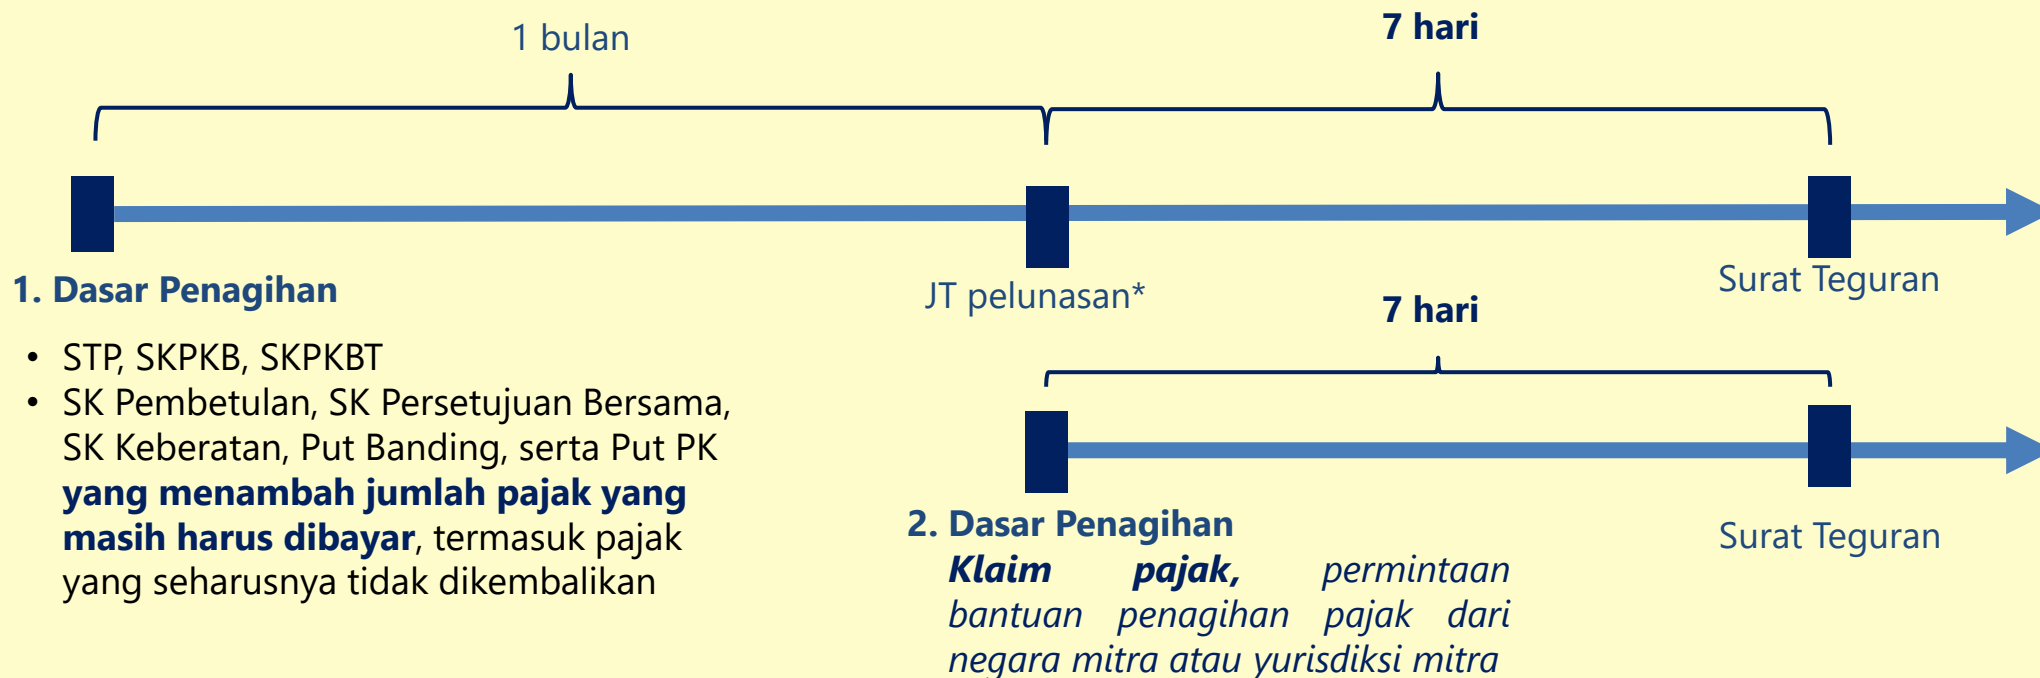 1 bulan
7 hari
1. Dasar Penagihan
JT pelunasan*
Surat Teguran
• STP, SKPKB, SKPKBT
• SK Pembetulan, SK Persetujuan Bersama,
SK Keberatan, Put Banding, serta Put PK
yang menambah jumlah pajak yang
masih harus dibayar, termasuk pajak
yang seharusnya tidak dikembalikan
7 hari
2. Dasar Penagihan
Klaim pajak, permintaan
bantuan penagihan pajak dari
negara mitra atau yurisdiksi mitra
Surat Teguran